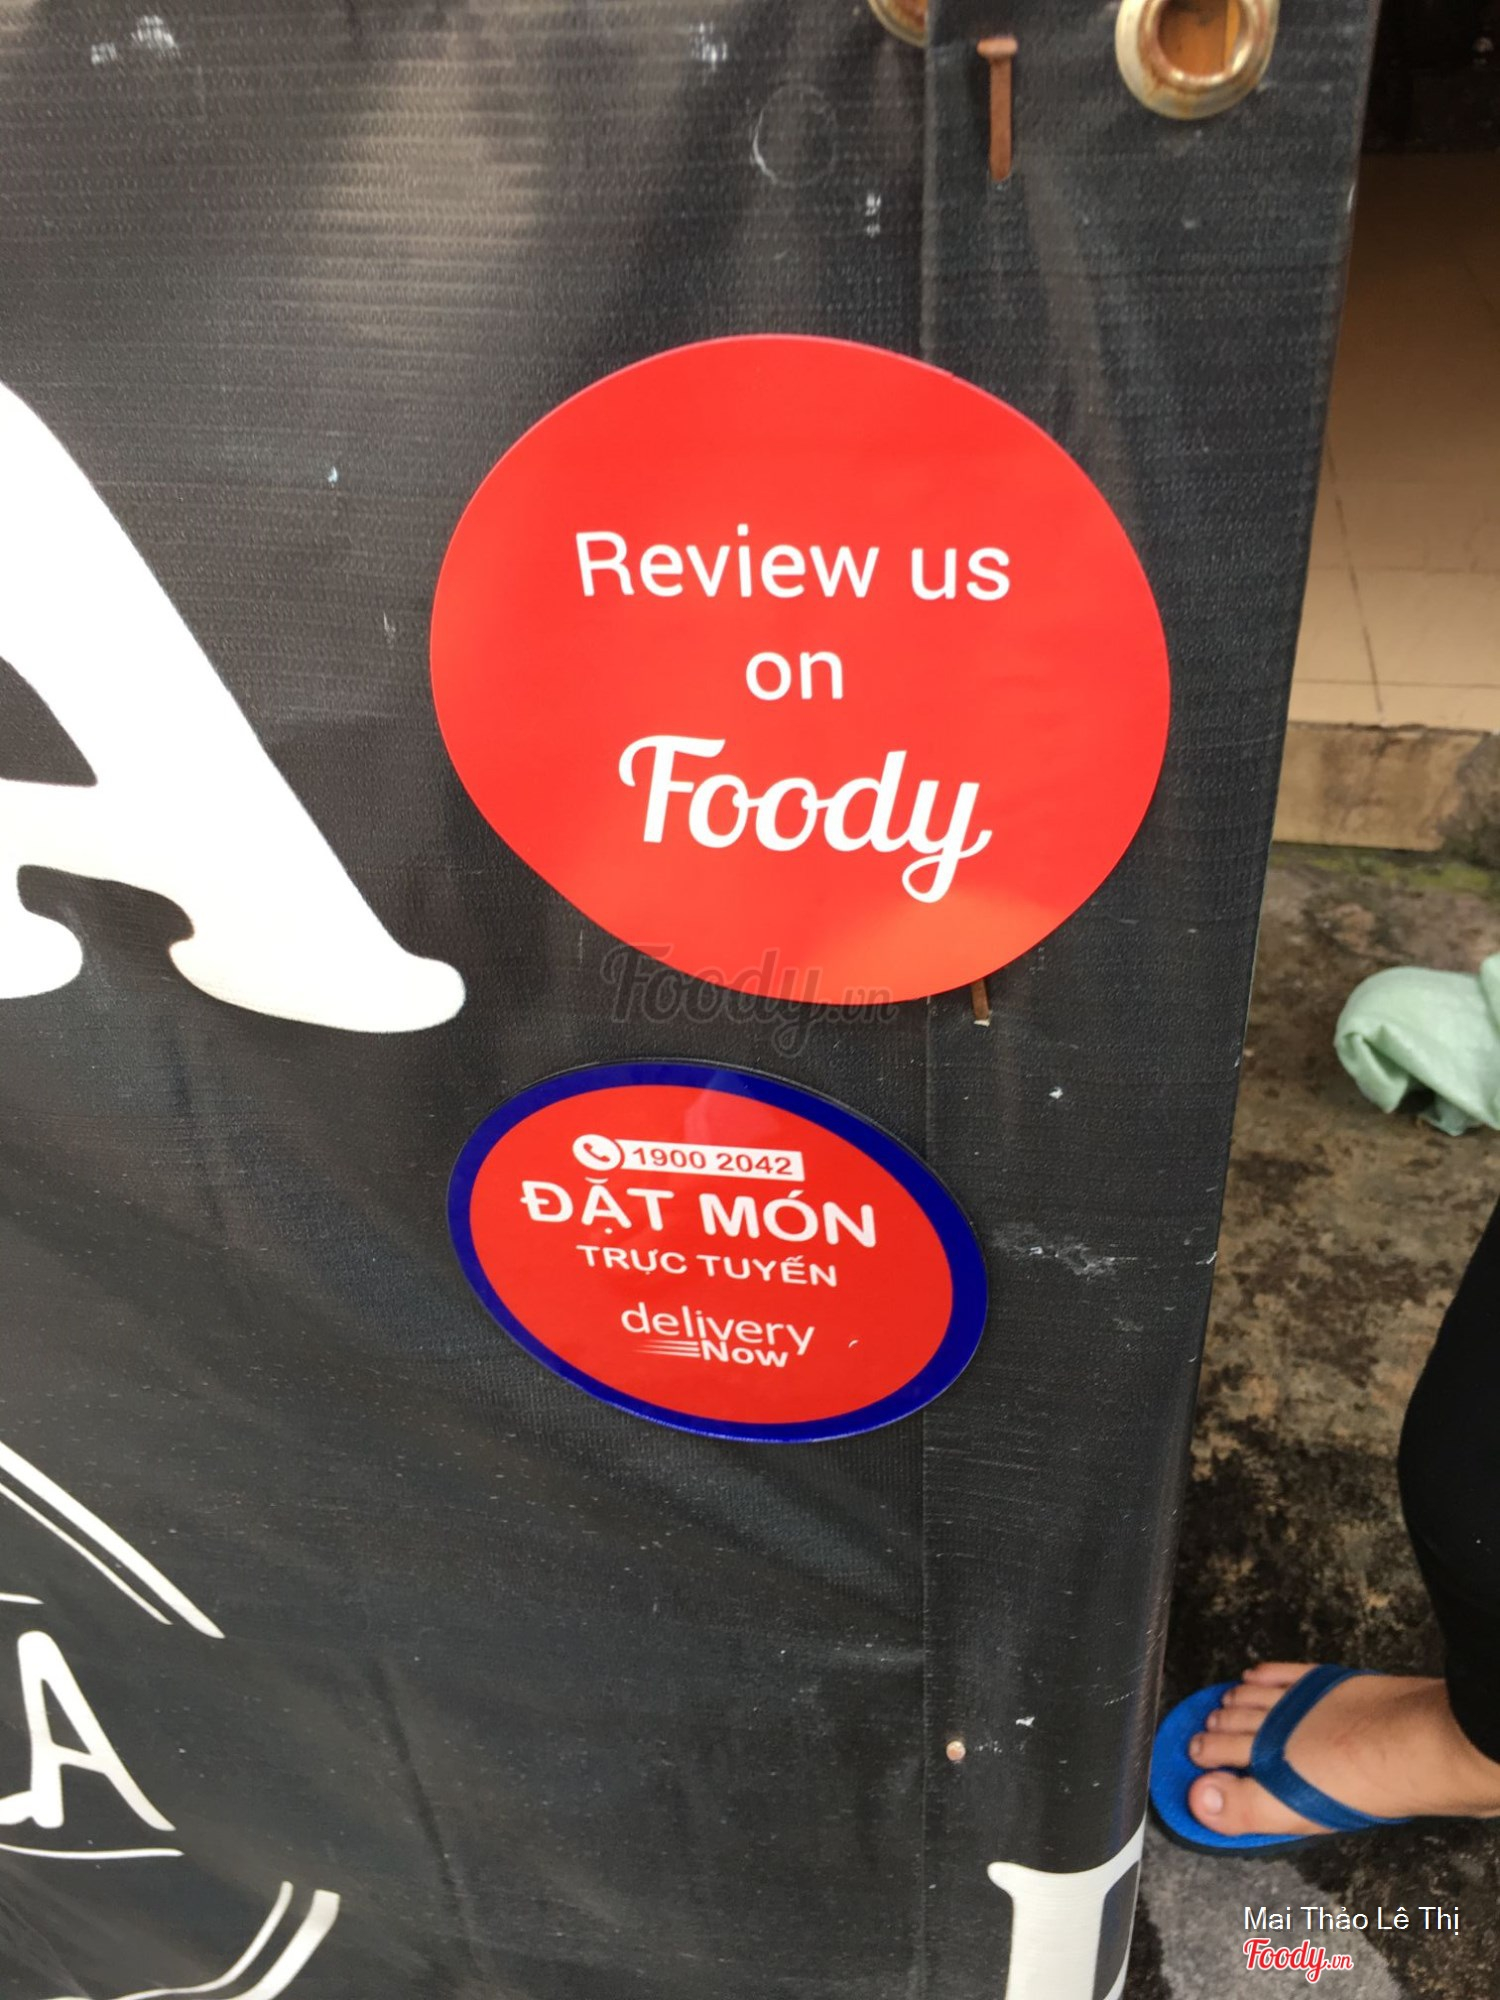 A
Review us
on
Foody
Foody.vn
1900 2042
ĐẶT MÓN
TRỰC TUYẾN
delivery
Now
A
Mai Thảo Lê Thị
Foody.vn